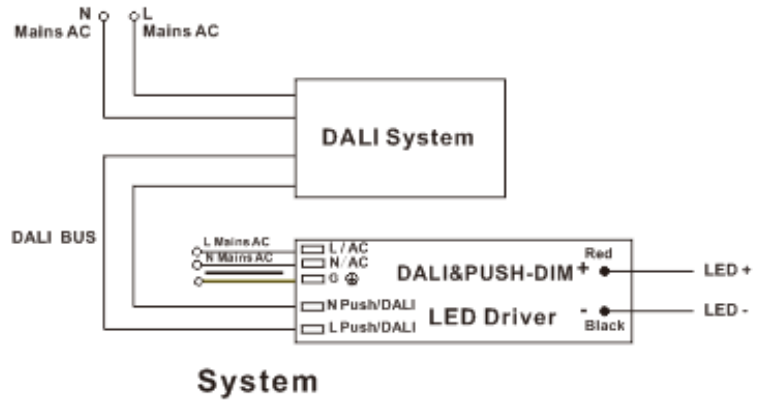 N
Mains AC
L
Mains AC
DALI System
DALI BUS
L Mains AC
N Mains AC
L / AC
N/AC
G
N Push/DALI
L Push/DALI
DALI&PUSH-DIM
LED Driver
Red
+
-
Black
LED +
LED -
System